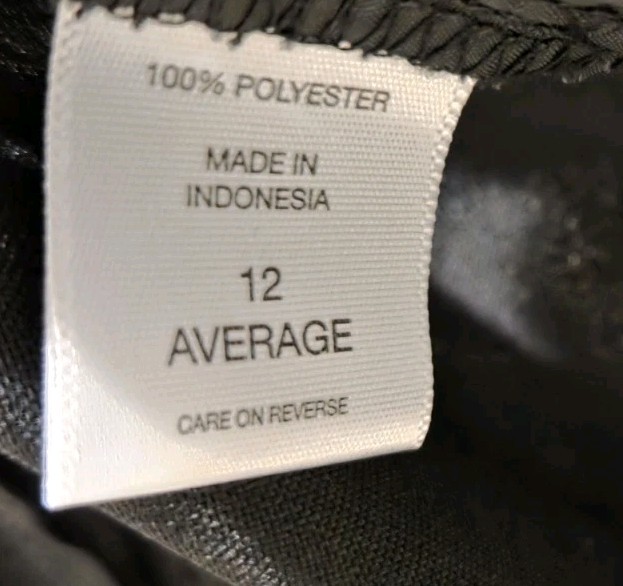 100% POLYESTER
MADE IN
INDONESIA
12
AVERAGE
CARE ON REVERSE